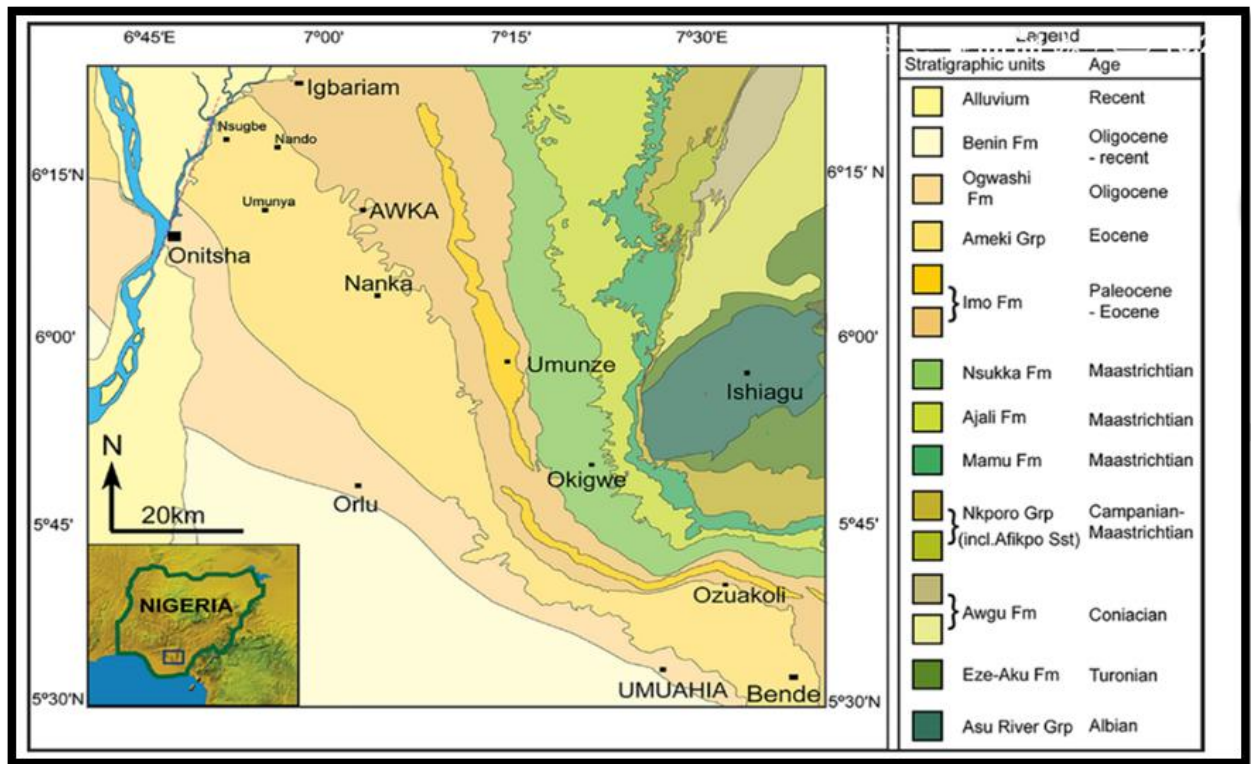 6°45'E 7°00' 7°15' 7°30'E
Legend
Stratigraphic units Age
Igbariam
Nsugbe
Nando
6°15'N
6°15' N
Umunya
AWKA
Onitsha
Nanka
6°00'
6°00'
Umunze
Ishiagu
N
Okigwe
20km
Orlu
5°45'
5°45'
NIGERIA
Ozuakoli
UMUAHIA
Bende
5°30'N
5°30'N
Alluvium Recent
Benin Fm Oligocene
- recent
Ogwashi
Fm Oligocene
Ameki Grp Eocene
Imo Fm Paleocene
- Eocene
Nsukka Fm Maastrichtian
Ajali Fm Maastrichtian
Mamu Fm Maastrichtian
Nkporo Grp Campanian-
(incl.Afikpo Sst) Maastrichtian
Awgu Fm Coniacian
Eze-Aku Fm Turonian
Asu River Grp Albian